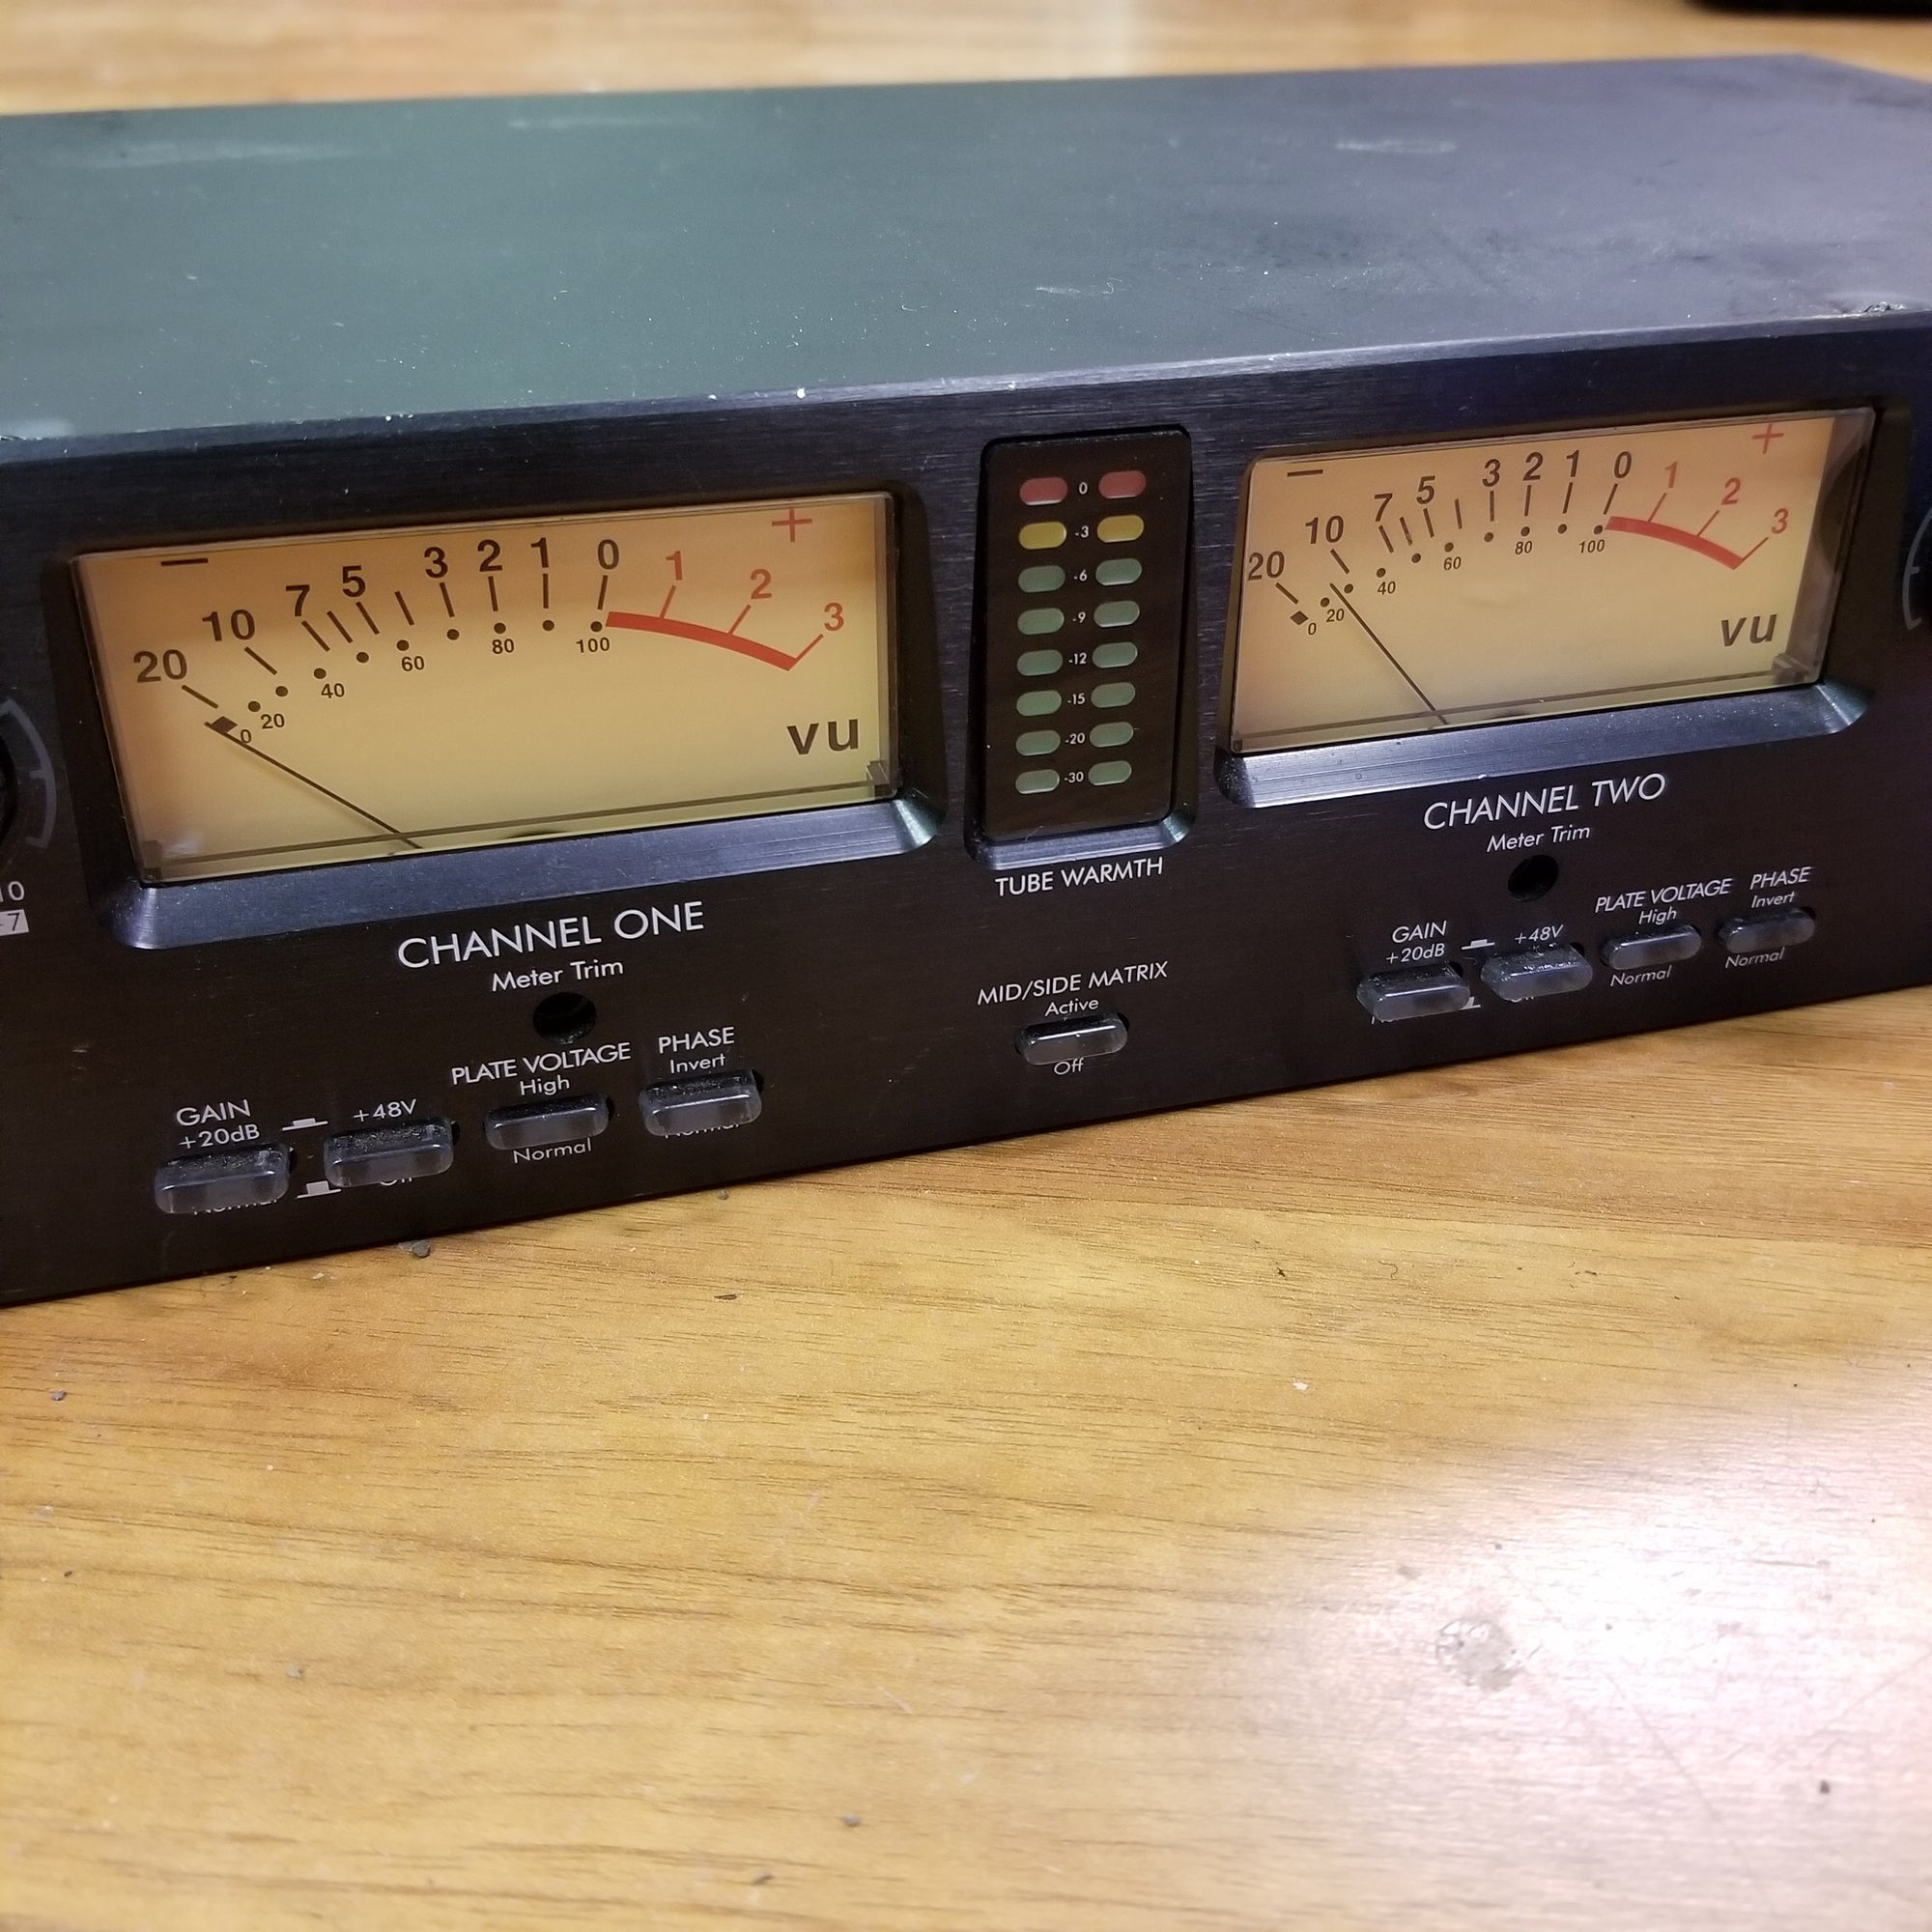 − 20 10 7 5 3 2 1 0 1 2 3 +
0 20 40 60 80 100
vu
0
-3
-6
-9
-12
-15
-20
-30
TUBE WARMTH
− 20 10 7 5 3 2 1 0 1 2 3 +
0 20 40 60 80 100
vu
10
CHANNEL ONE
Meter Trim
GAIN
+20dB
Normal
+48V
PLATE VOLTAGE
High
Normal
PHASE
Invert
Normal
MID/SIDE MATRIX
Active
Off
CHANNEL TWO
Meter Trim
GAIN
+20dB
+48V
PLATE VOLTAGE
High
Normal
PHASE
Invert
Normal